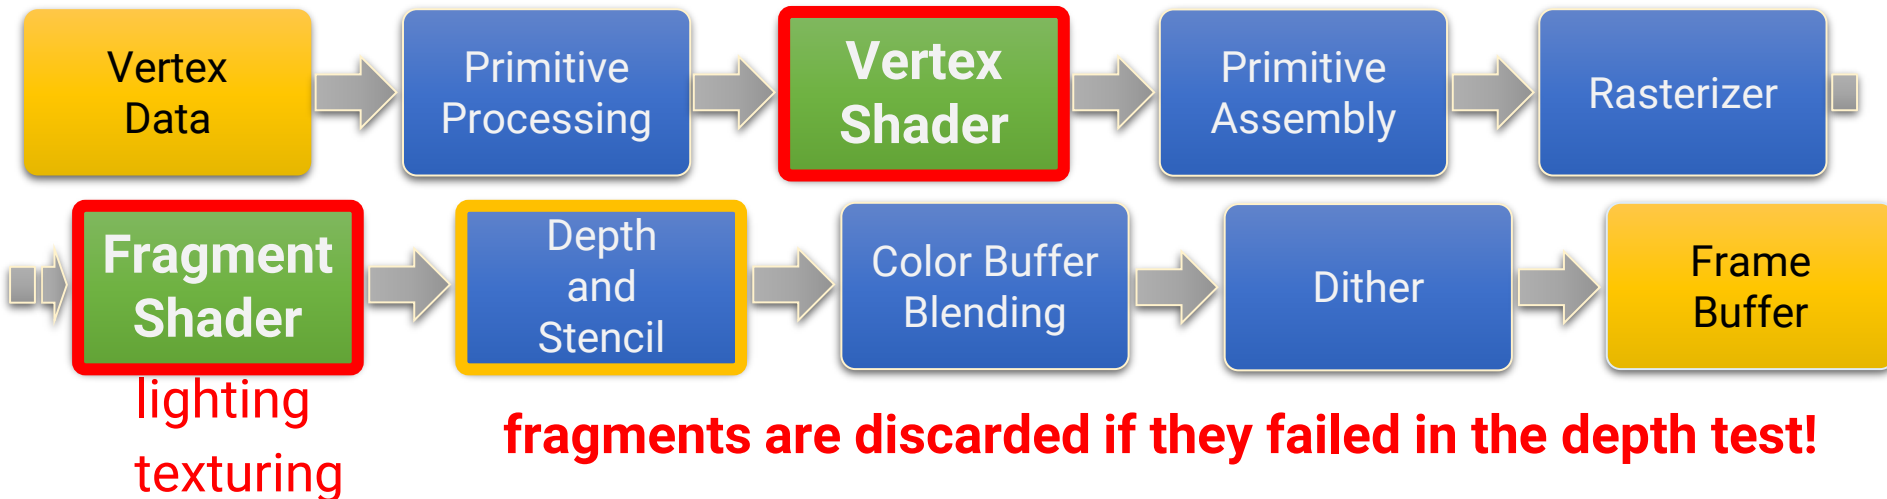 Vertex
Data
Primitive
Processing
Vertex
Shader
Primitive
Assembly
Rasterizer
Fragment
Shader
Depth
and
Stencil
Color Buffer
Blending
Dither
Frame
Buffer
lighting
texturing
fragments are discarded if they failed in the depth test!